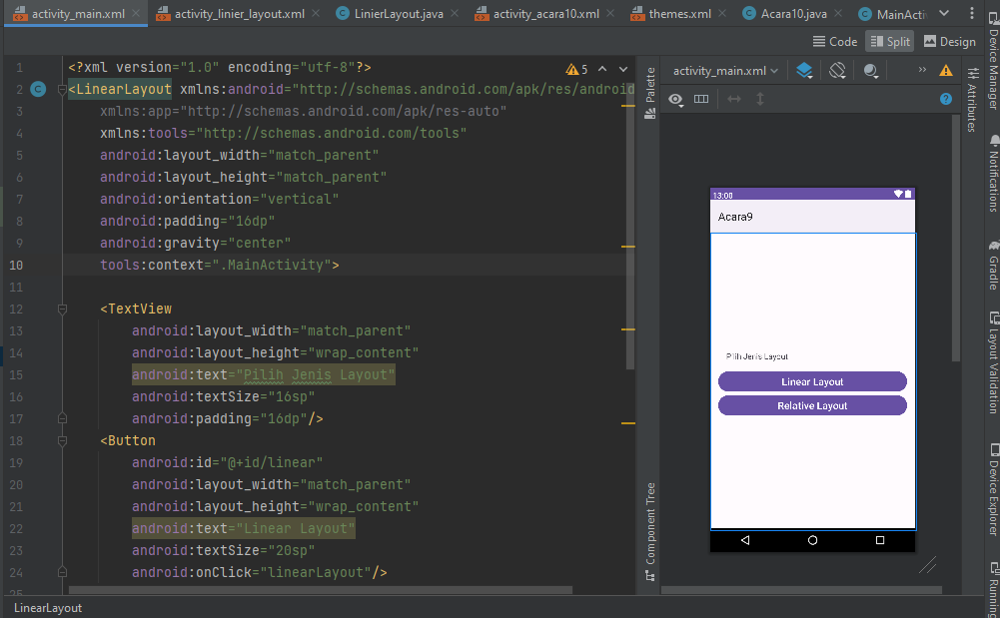 activity_main.xml
activity_linier_layout.xml
LinierLayout.java
activity_acara10.xml
themes.xml
Acara10.java
MainActi
Code
Split
Design
1 <?xml version="1.0" encoding="utf-8"?>
5
2 <LinearLayout xmlns:android="http://schemas.android.com/apk/res/android
3 xmlns:app="http://schemas.android.com/apk/res-auto"
4 xmlns:tools="http://schemas.android.com/tools"
5 android:layout_width="match_parent"
6 android:layout_height="match_parent"
7 android:orientation="vertical"
8 android:padding="16dp"
9 android:gravity="center"
10 tools:context=".MainActivity">
11
12 <TextView
13 android:layout_width="match_parent"
14 android:layout_height="wrap_content"
15 android:text="Pilih Jenis Layout"
16 android:textSize="16sp"
17 android:padding="16dp"/>
18 <Button
19 android:id="@+id/linear"
20 android:layout_width="match_parent"
21 android:layout_height="wrap_content"
22 android:text="Linear Layout"
23 android:textSize="20sp"
24 android:onClick="linearLayout"/>
25
LinearLayout
Palette
Component Tree
activity_main.xml
13:00
Acara9
Pilih Jenis Layout
Linear Layout
Relative Layout
Attributes
Device Manager
Notifications
Gradle
Layout Validation
Device Explorer
Running